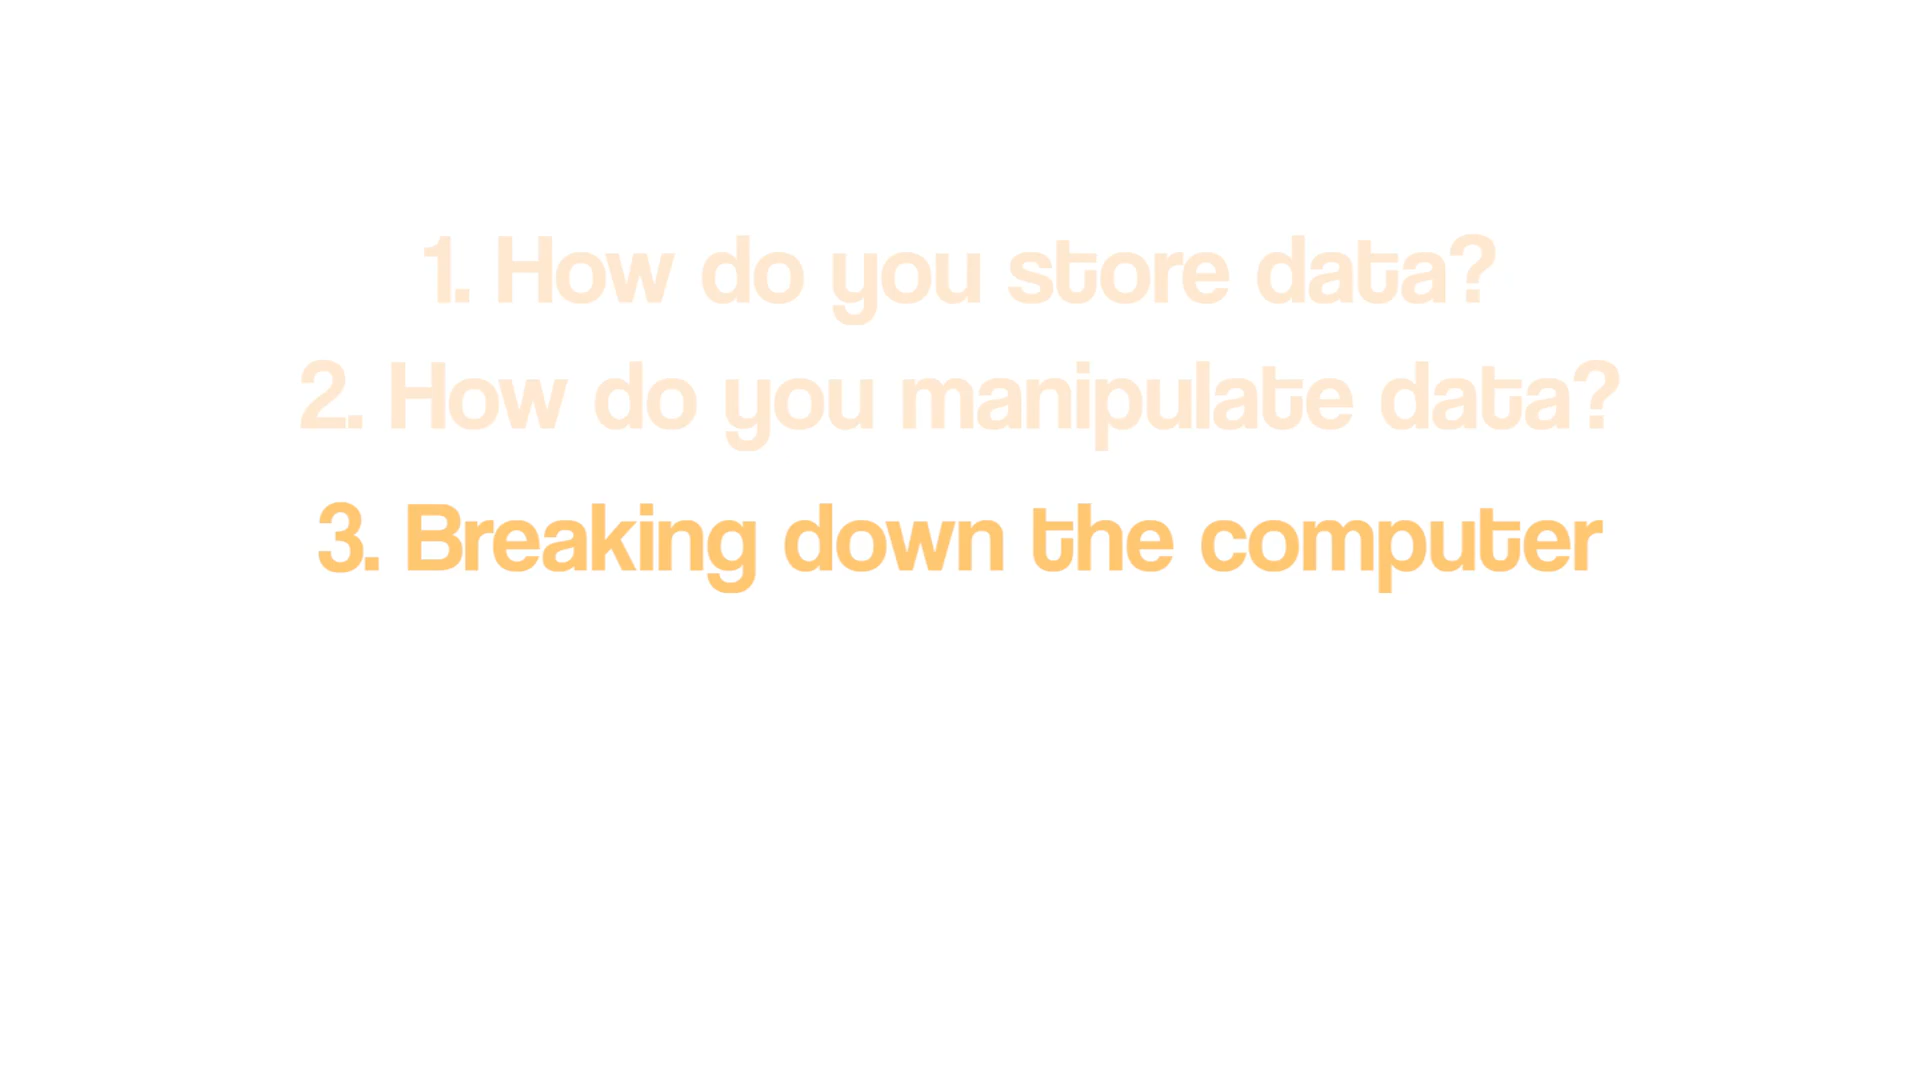 1. How do you store data?
2. How do you manipulate data?
3. Breaking down the computer